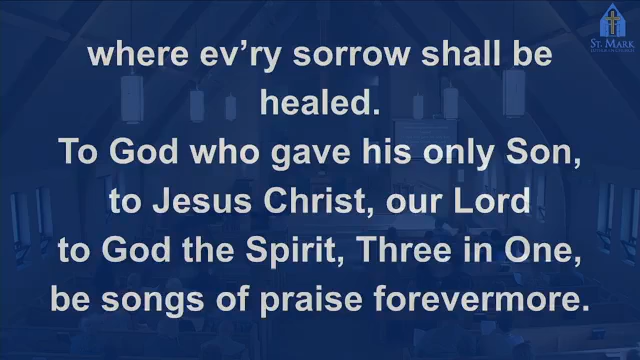 where ev’ry sorrow shall be
healed.
To God who gave his only Son,
to Jesus Christ, our Lord
to God the Spirit, Three in One,
be songs of praise forevermore.
St. Mark